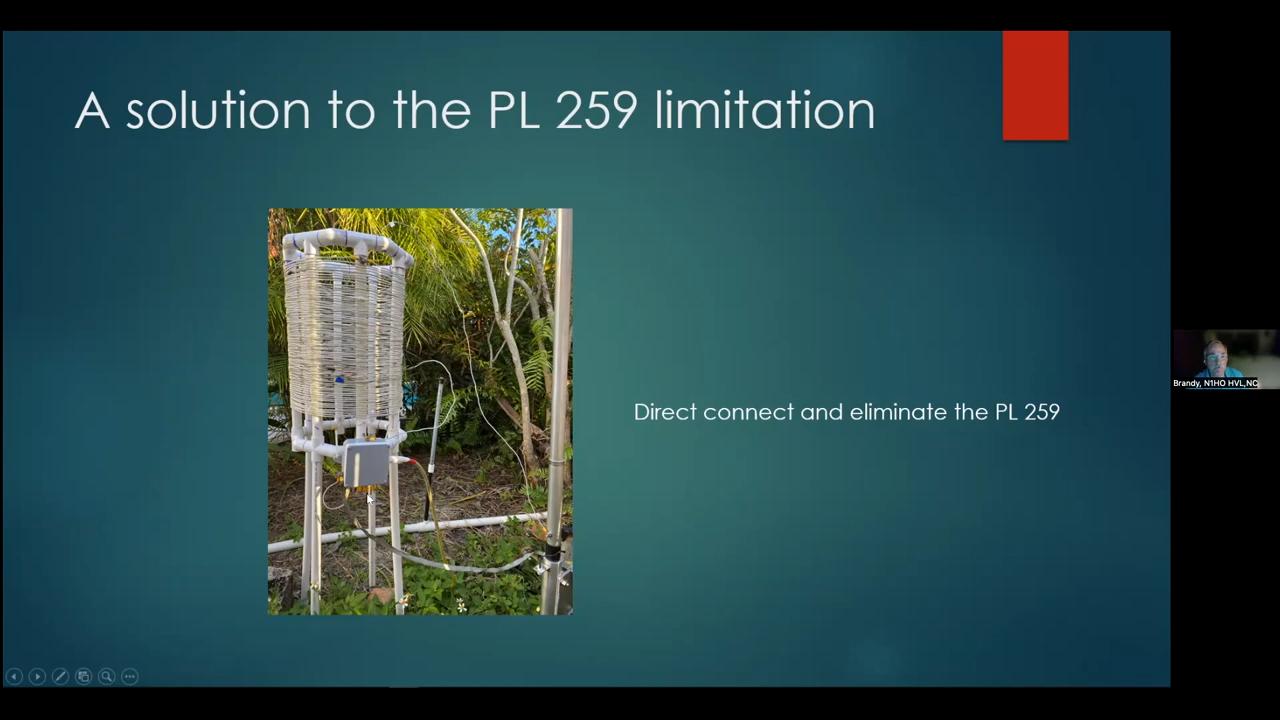 A solution to the PL 259 limitation
Direct connect and eliminate the PL 259
Brandy, N1HO HVL,NC